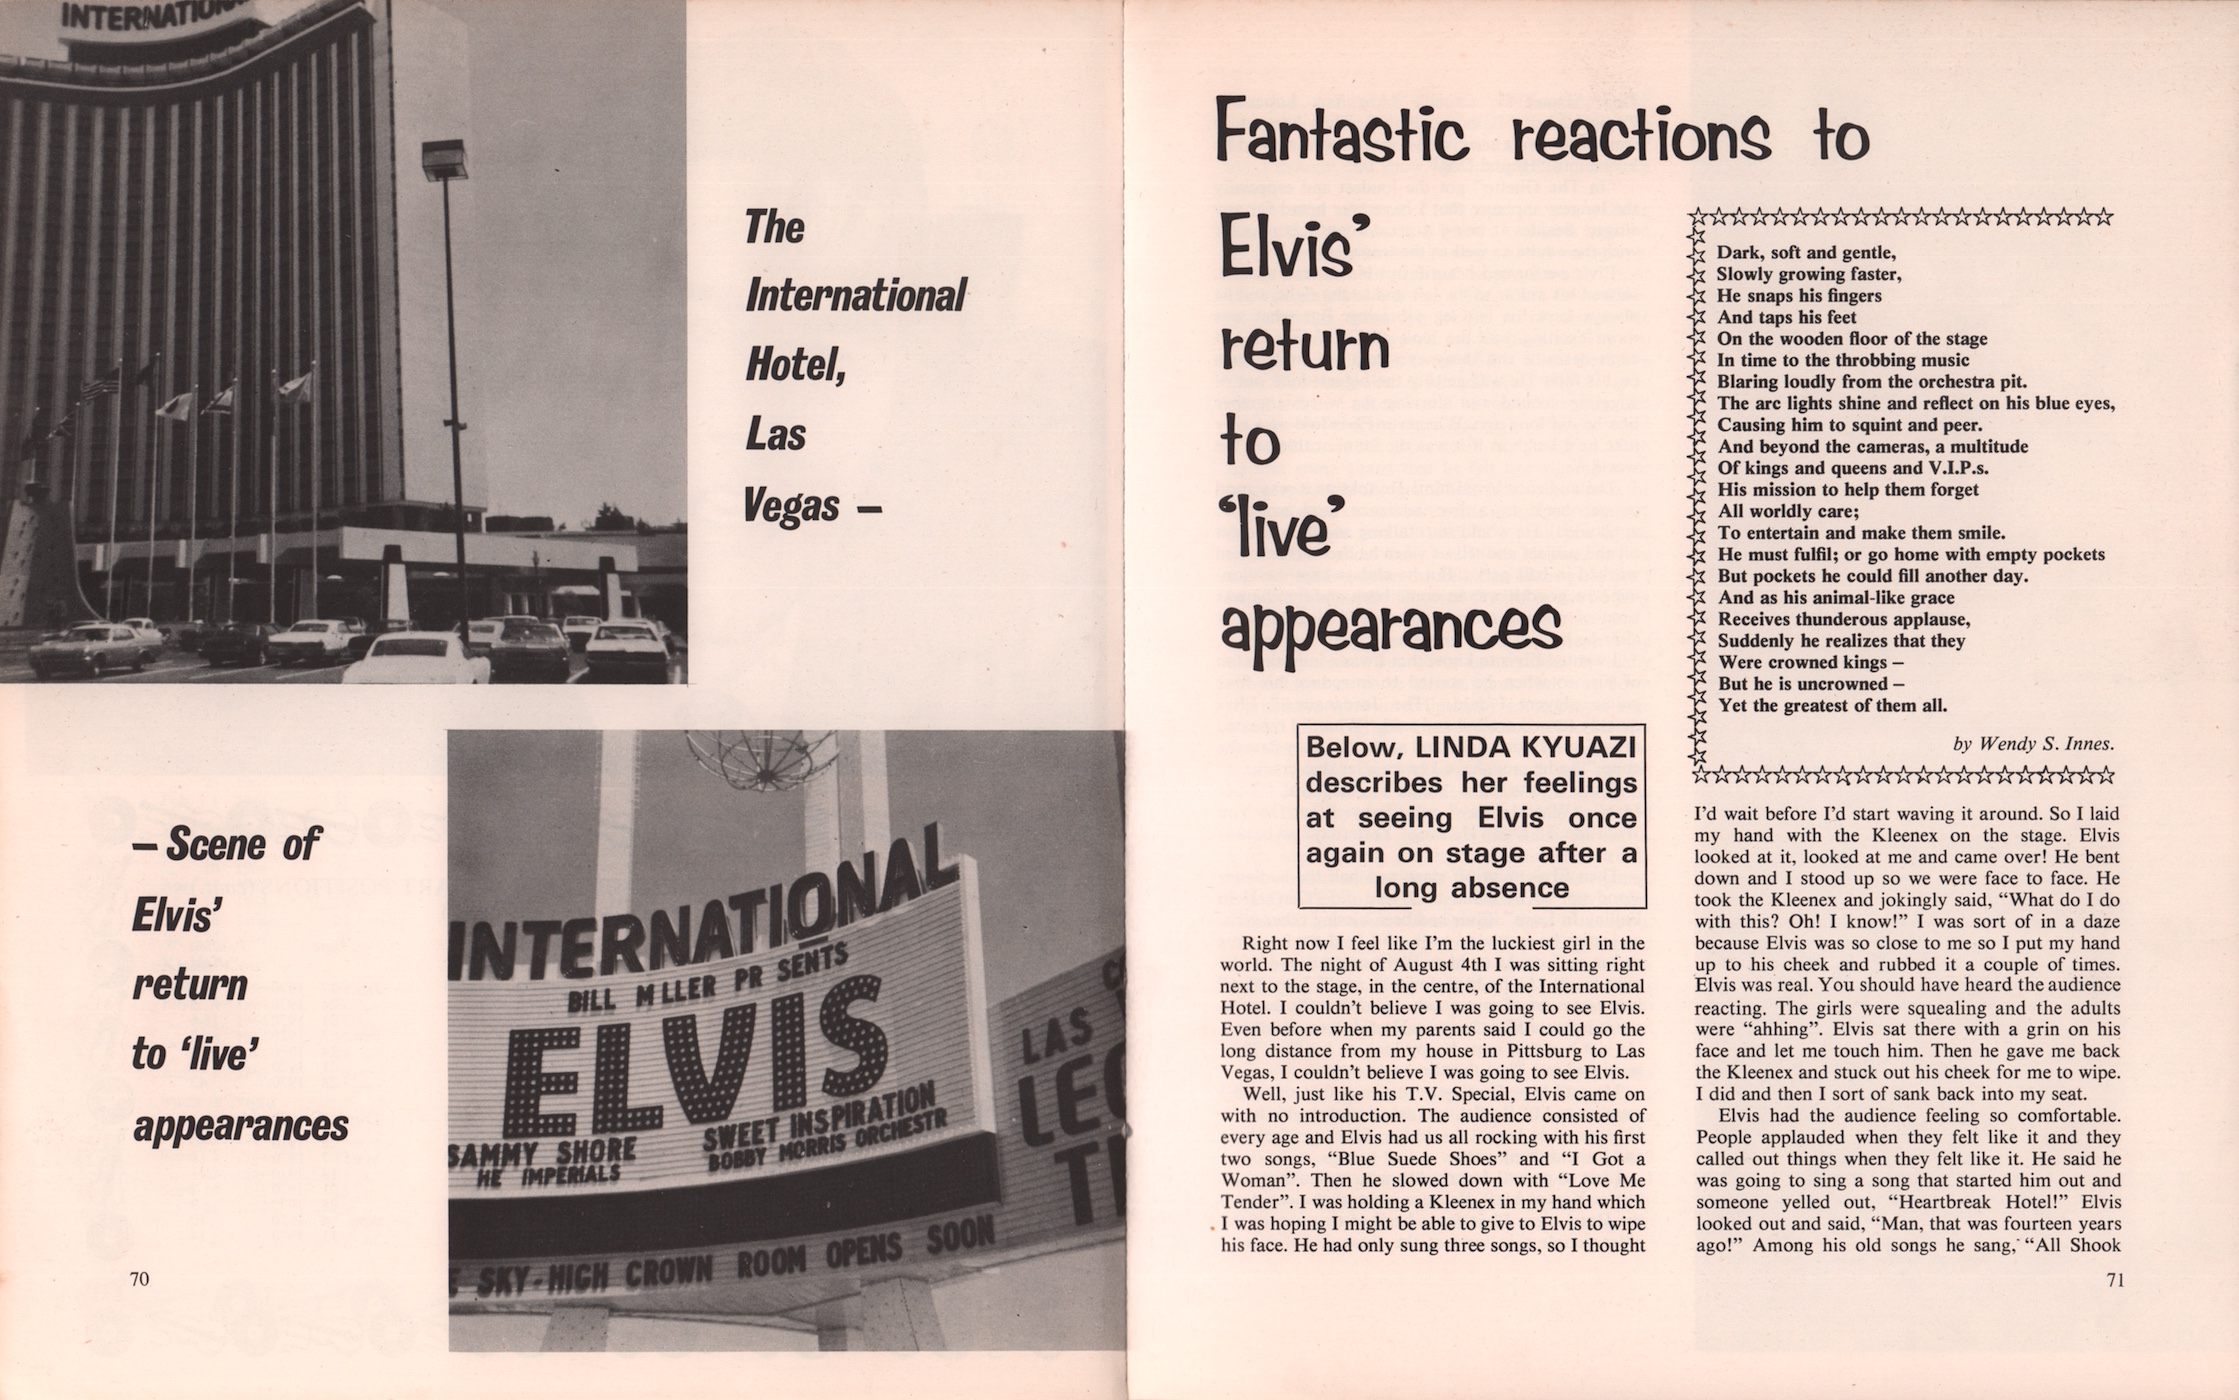 INTERNATION
The
International
Hotel,
Las
Vegas –
– Scene of
Elvis’
return
to ‘live’
appearances
INTERNATIONAL
BILL M LLER PR SENTS
ELVIS
SAMMY SHORE
HE IMPERIALS
SWEET INSPIRATION
BOBBY MORRIS ORCHESTR
SKY-HIGH CROWN ROOM OPENS SOON
LAS
LEG
T
70
Fantastic reactions to
Elvis’
return
to
‘live’
appearances
Dark, soft and gentle,
Slowly growing faster,
He snaps his fingers
And taps his feet
On the wooden floor of the stage
In time to the throbbing music
Blaring loudly from the orchestra pit.
The arc lights shine and reflect on his blue eyes,
Causing him to squint and peer.
And beyond the cameras, a multitude
Of kings and queens and V.I.P.s.
His mission to help them forget
All worldly care;
To entertain and make them smile.
He must fulfil; or go home with empty pockets
But pockets he could fill another day.
And as his animal-like grace
Receives thunderous applause,
Suddenly he realizes that they
Were crowned kings –
But he is uncrowned –
Yet the greatest of them all.
by Wendy S. Innes.
Below, LINDA KYUAZI
describes her feelings
at seeing Elvis once
again on stage after a
long absence
Right now I feel like I’m the luckiest girl in the
world. The night of August 4th I was sitting right
next to the stage, in the centre, of the International
Hotel. I couldn’t believe I was going to see Elvis.
Even before when my parents said I could go the
long distance from my house in Pittsburg to Las
Vegas, I couldn’t believe I was going to see Elvis.
Well, just like his T.V. Special, Elvis came on
with no introduction. The audience consisted of
every age and Elvis had us all rocking with his first
two songs, “Blue Suede Shoes” and “I Got a
Woman”. Then he slowed down with “Love Me
Tender”. I was holding a Kleenex in my hand which
I was hoping I might be able to give to Elvis to wipe
his face. He had only sung three songs, so I thought
I’d wait before I’d start waving it around. So I laid
my hand with the Kleenex on the stage. Elvis
looked at it, looked at me and came over! He bent
down and I stood up so we were face to face. He
took the Kleenex and jokingly said, “What do I do
with this? Oh! I know!” I was sort of in a daze
because Elvis was so close to me so I put my hand
up to his cheek and rubbed it a couple of times.
Elvis was real. You should have heard the audience
reacting. The girls were squealing and the adults
were “ahhing”. Elvis sat there with a grin on his
face and let me touch him. Then he gave me back
the Kleenex and stuck out his cheek for me to wipe.
I did and then I sort of sank back into my seat.
Elvis had the audience feeling so comfortable.
People applauded when they felt like it and they
called out things when they felt like it. He said he
was going to sing a song that started him out and
someone yelled out, “Heartbreak Hotel!” Elvis
looked out and said, “Man, that was fourteen years
ago!” Among his old songs he sang, “All Shook
71